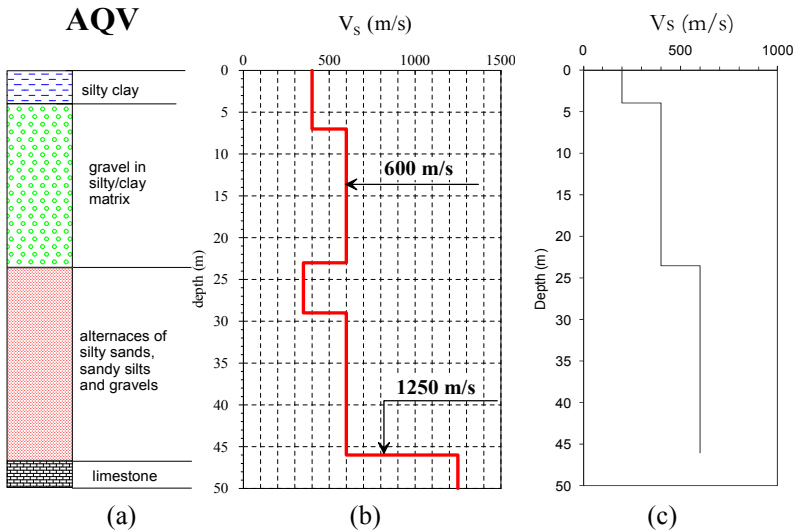 AQV
silty clay
gravel in
silty/clay
matrix
alternaces of
silty sands,
sandy silts
and gravels
limestone
(a)
V_s (m/s)
0 500 1000 1500
0
5
10
15
20
25
30
35
40
45
50
depth (m)
600 m/s
1250 m/s
(b)
Vs (m/s)
0 500 1000
0
5
10
15
20
25
30
35
40
45
50
Depth (m)
(c)